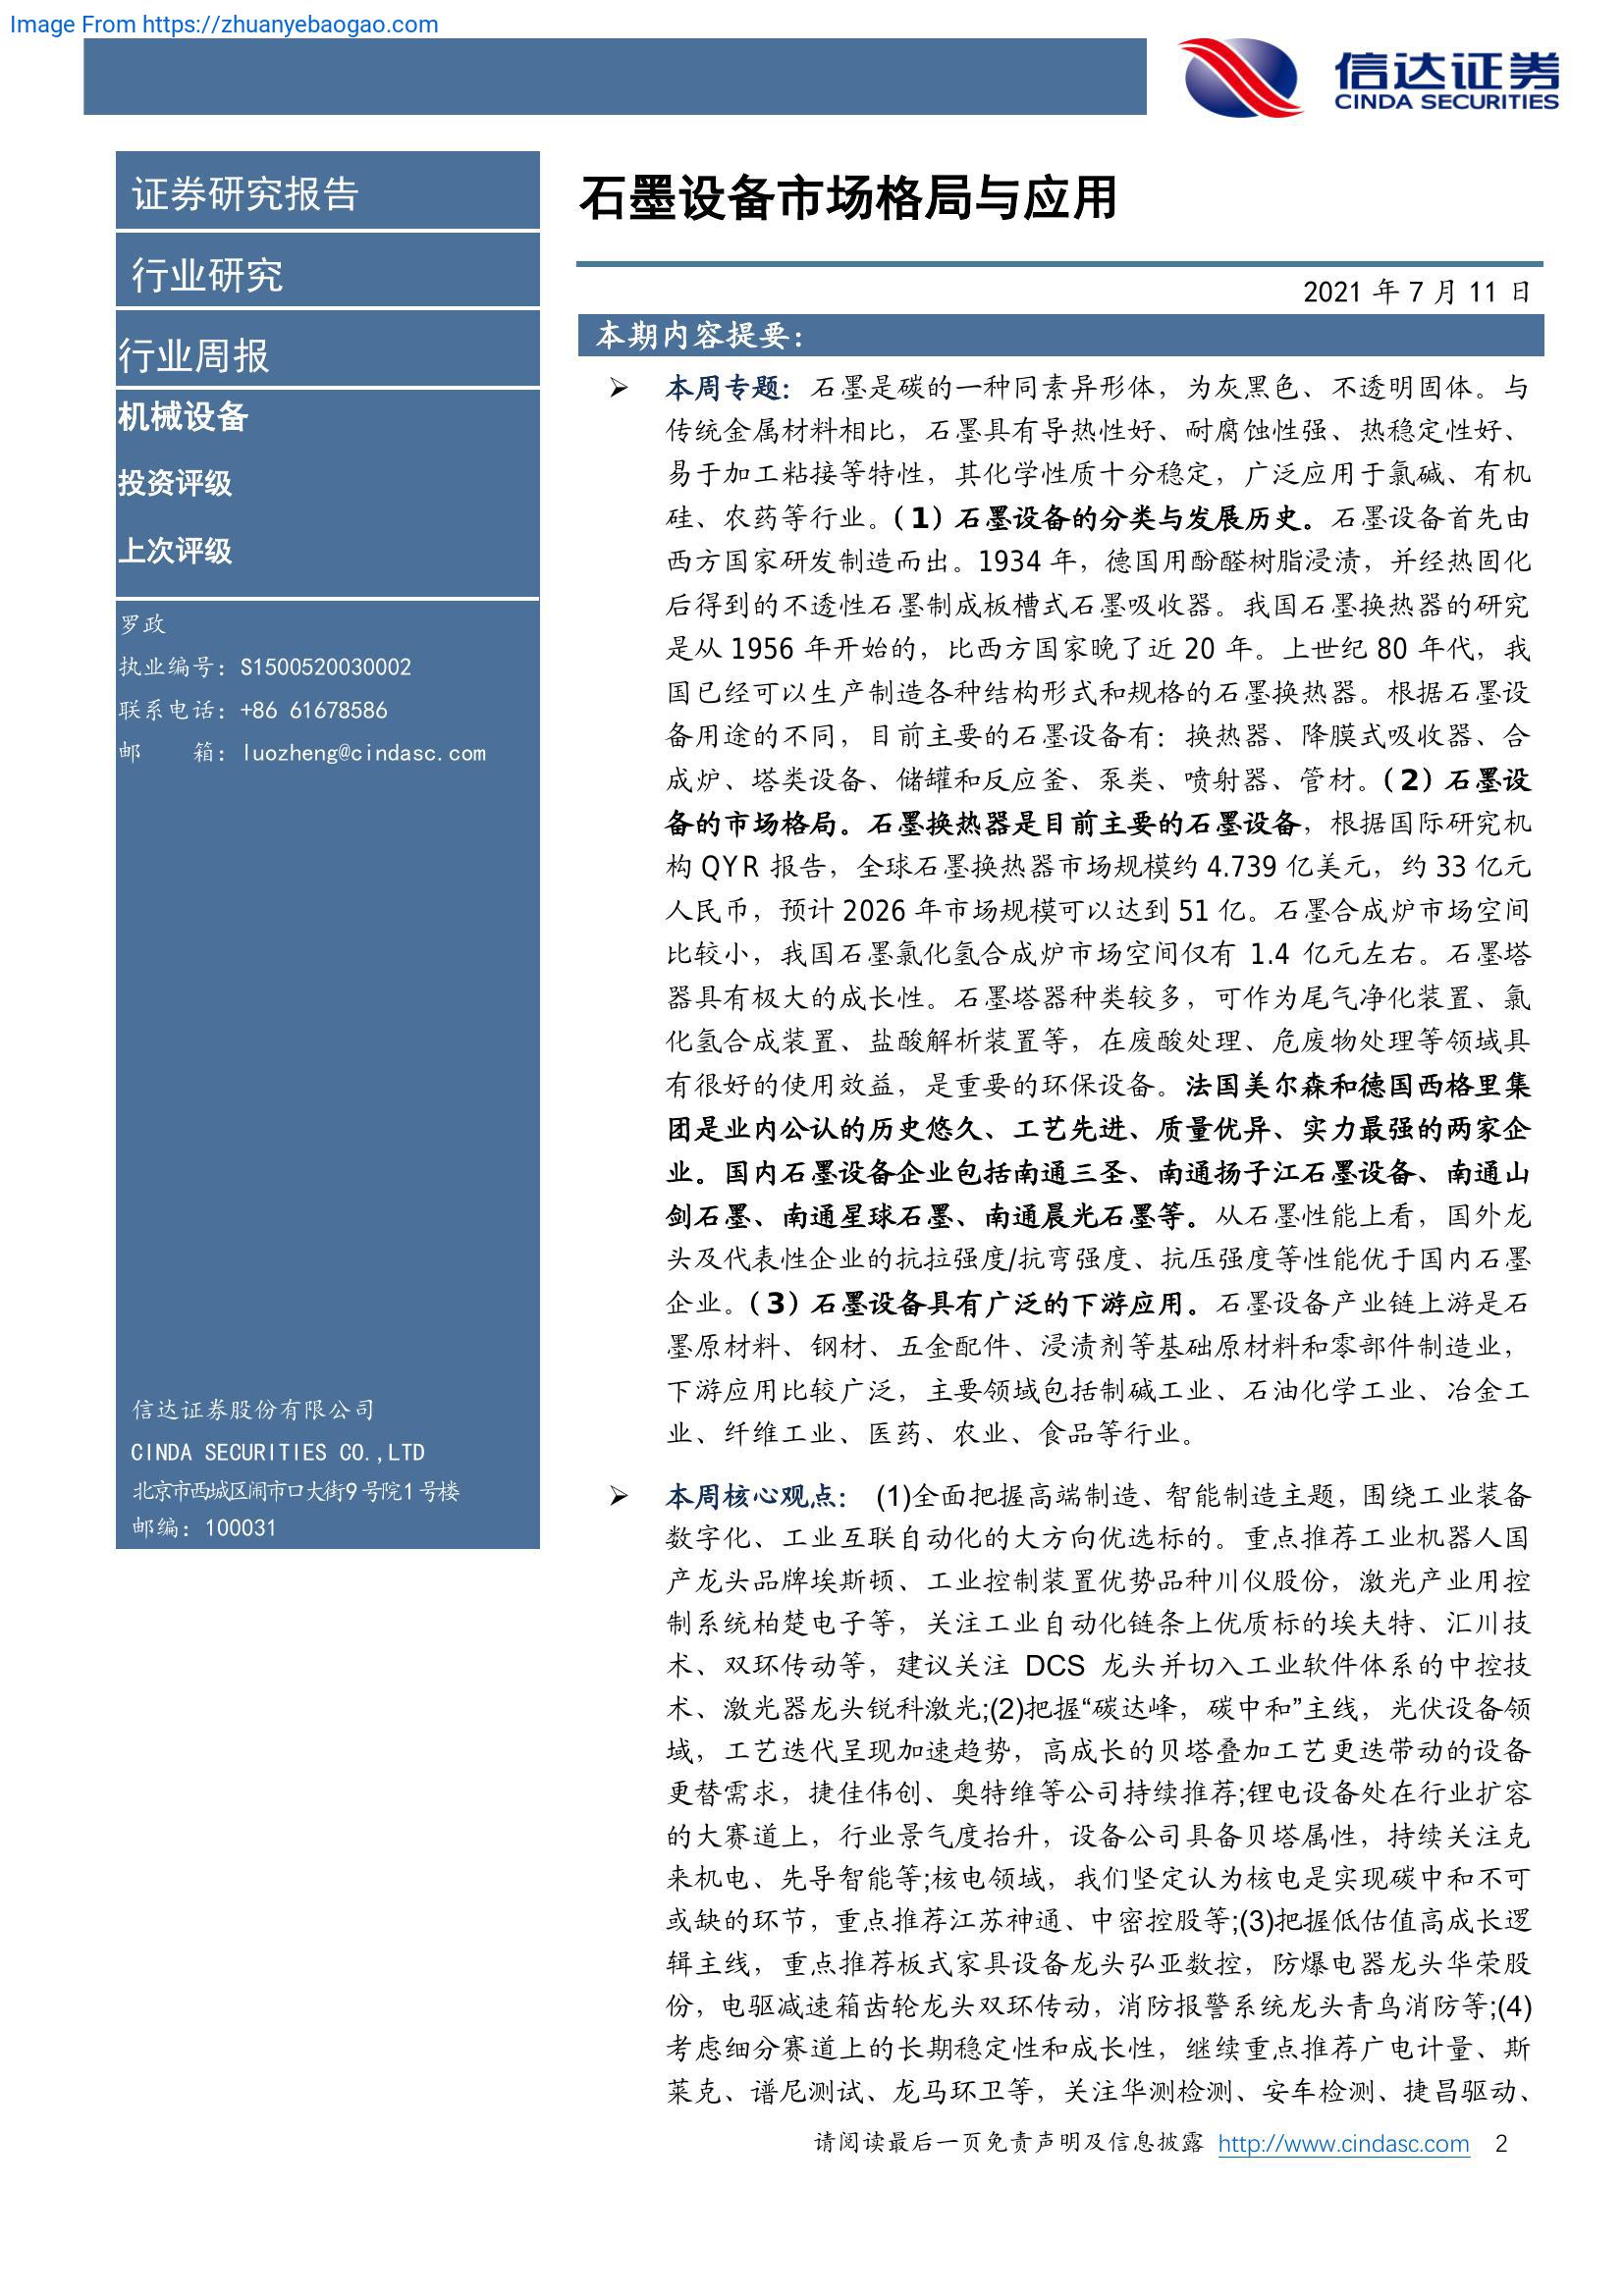 Image From https://zhuanyebaogao.com
信达证券
CINDA SECURITIES
证券研究报告
行业研究
行业周报
机械设备
投资评级
上次评级
罗政
执业编号：S1500520030002
联系电话：+86 61678586
邮 箱：luozheng@cindasc.com
信达证券股份有限公司
CINDA SECURITIES CO.,LTD
北京市西城区闹市口大街9号院1号楼
邮编：100031
石墨设备市场格局与应用
2021 年 7 月 11 日
本期内容提要：
➢ 本周专题：石墨是碳的一种同素异形体，为灰黑色、不透明固体。与
传统金属材料相比，石墨具有导热性好、耐腐蚀性强、热稳定性好、
易于加工粘接等特性，其化学性质十分稳定，广泛应用于氯碱、有机
硅、农药等行业。（1）石墨设备的分类与发展历史。石墨设备首先由
西方国家研发制造而出。1934 年，德国用酚醛树脂浸渍，并经热固化
后得到的不透性石墨制成板槽式石墨吸收器。我国石墨换热器的研究
是从 1956 年开始的，比西方国家晚了近 20 年。上世纪 80 年代，我
国已经可以生产制造各种结构形式和规格的石墨换热器。根据石墨设
备用途的不同，目前主要的石墨设备有：换热器、降膜式吸收器、合
成炉、塔类设备、储罐和反应釜、泵类、喷射器、管材。（2）石墨设
备的市场格局。石墨换热器是目前主要的石墨设备，根据国际研究机
构 QYR 报告，全球石墨换热器市场规模约 4.739 亿美元，约 33 亿元
人民币，预计 2026 年市场规模可以达到 51 亿。石墨合成炉市场空间
比较小，我国石墨氯化氢合成炉市场空间仅有 1.4 亿元左右。石墨塔
器具有极大的成长性。石墨塔器种类较多，可作为尾气净化装置、氯
化氢合成装置、盐酸解析装置等，在废酸处理、危废物处理等领域具
有很好的使用效益，是重要的环保设备。法国美尔森和德国西格里集
团是业内公认的历史悠久、工艺先进、质量优异、实力最强的两家企
业。国内石墨设备企业包括南通三圣、南通扬子江石墨设备、南通山
剑石墨、南通星球石墨、南通晨光石墨等。从石墨性能上看，国外龙
头及代表性企业的抗拉强度/抗弯强度、抗压强度等性能优于国内石墨
企业。（3）石墨设备具有广泛的下游应用。石墨设备产业链上游是石
墨原材料、钢材、五金配件、浸渍剂等基础原材料和零部件制造业，
下游应用比较广泛，主要领域包括制碱工业、石油化学工业、冶金工
业、纤维工业、医药、农业、食品等行业。
➢ 本周核心观点： (1)全面把握高端制造、智能制造主题，围绕工业装备
数字化、工业互联自动化的大方向优选标的。重点推荐工业机器人国
产龙头品牌埃斯顿、工业控制装置优势品种川仪股份，激光产业用控
制系统柏楚电子等，关注工业自动化链条上优质标的埃夫特、汇川技
术、双环传动等，建议关注 DCS 龙头并切入工业软件体系的中控技
术、激光器龙头锐科激光;(2)把握“碳达峰，碳中和”主线，光伏设备领
域，工艺迭代呈现加速趋势，高成长的贝塔叠加工艺更迭带动的设备
更替需求，捷佳伟创、奥特维等公司持续推荐;锂电设备处在行业扩容
的大赛道上，行业景气度抬升，设备公司具备贝塔属性，持续关注克
来机电、先导智能等;核电领域，我们坚定认为核电是实现碳中和不可
或缺的环节，重点推荐江苏神通、中密控股等;(3)把握低估值高成长逻
辑主线，重点推荐板式家具设备龙头弘亚数控，防爆电器龙头华荣股
份，电驱减速箱齿轮龙头双环传动，消防报警系统龙头青鸟消防等;(4)
考虑细分赛道上的长期稳定性和成长性，继续重点推荐广电计量、斯
莱克、谱尼测试、龙马环卫等，关注华测检测、安车检测、捷昌驱动、
请阅读最后一页免责声明及信息披露 http://www.cindasc.com 2